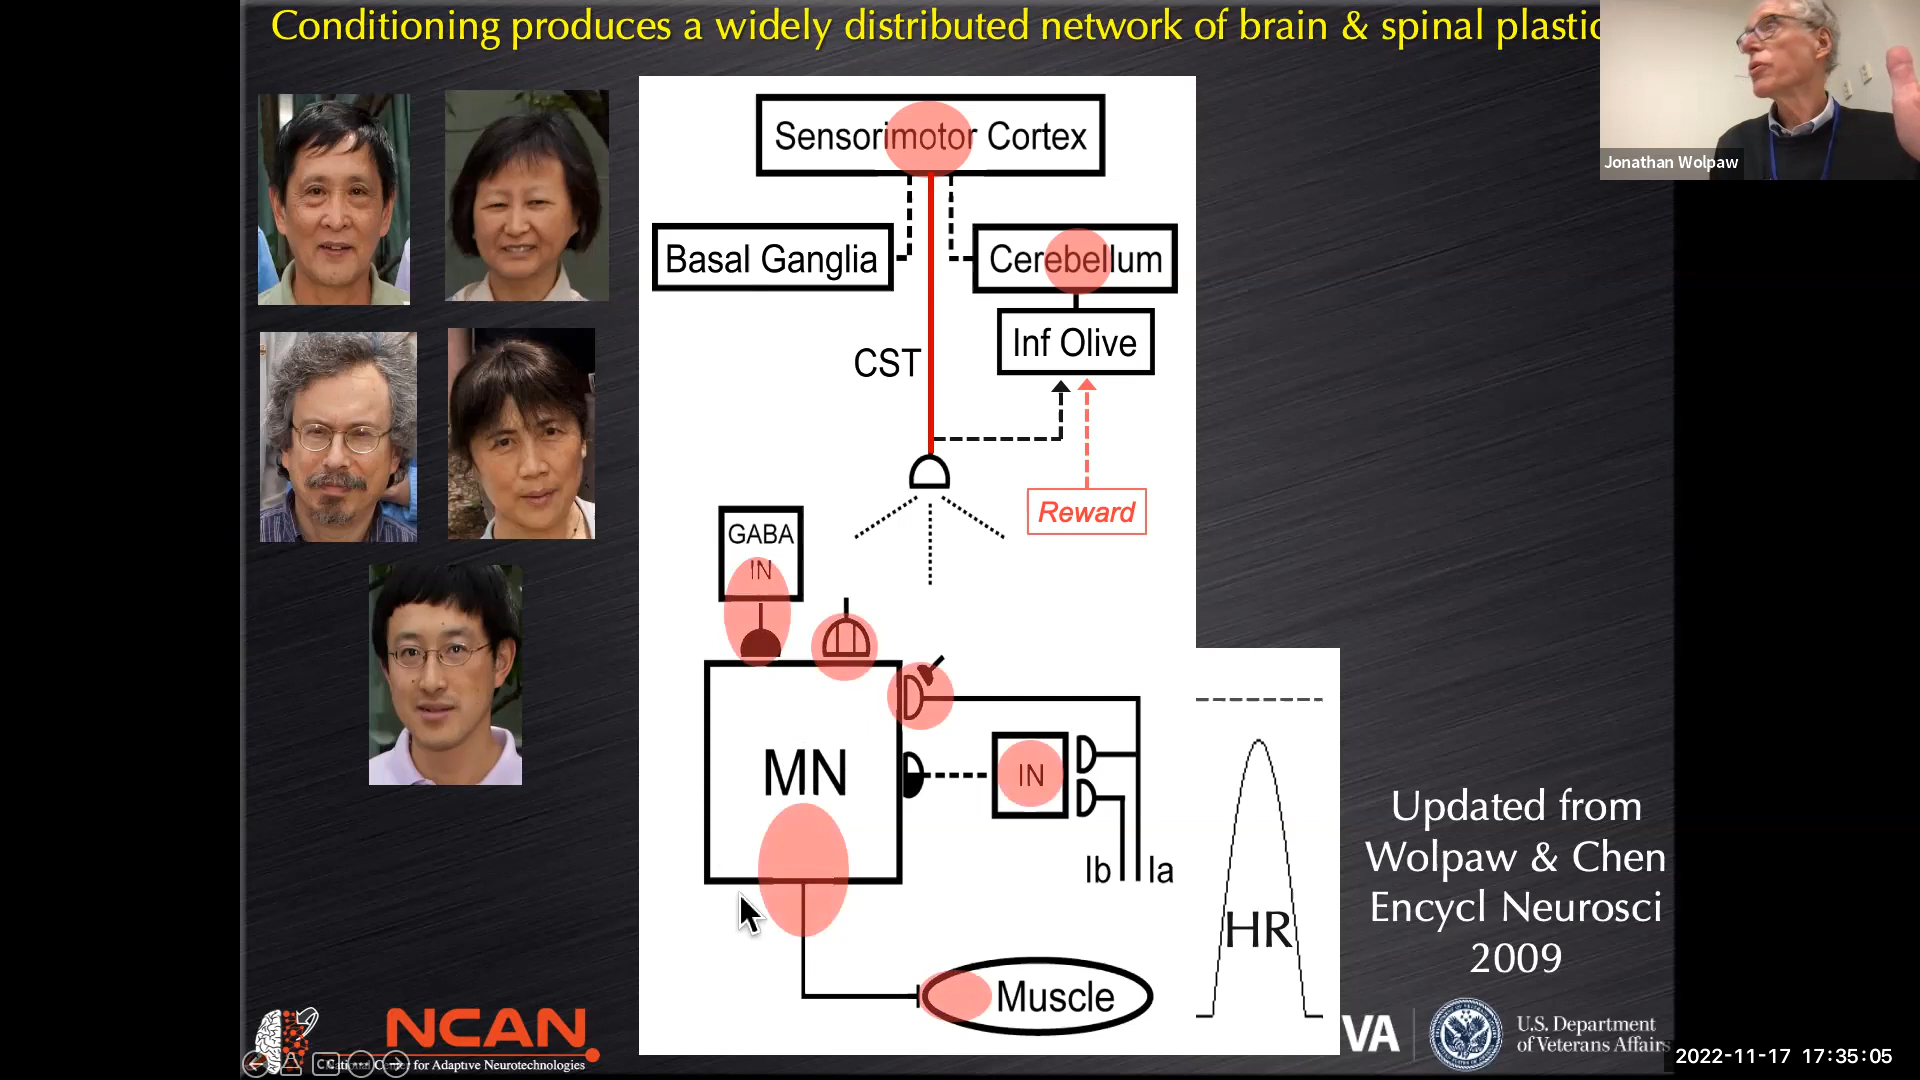 Conditioning produces a widely distributed network of brain & spinal plastic
Jonathan Wolpaw
Sensorimotor Cortex
Basal Ganglia
Cerebellum
Inf Olive
CST
Reward
GABA
IN
MN
IN
Ib
Ia
HR
Muscle
Updated from
Wolpaw & Chen
Encycl Neurosci
2009
NCAN
for Adaptive Neurotechnologies
VA
U.S. Department
of Veterans Affairs
2022-11-17 17:35:05